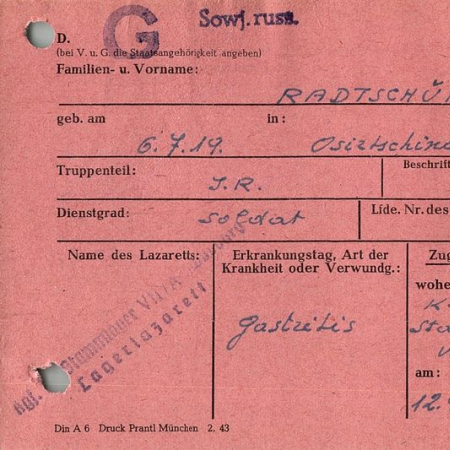 D. G Sowj. russ.
(bei V. u. G. die Staatsangehörigkeit angeben)
Familien- u. Vorname:
RADTSCHÜ
geb. am in:
6.7.19.
Beschrift
Truppenteil:
J.R.
Dienstgrad: Soldat Lfde. Nr. des
Name des Lazaretts: Erkrankungstag, Art der Zug
Krankheit oder Verwundg.: wohe
Lagerlazarett
Gastritis
am:
12.
Din A 6 Druck Prantl München 2. 43